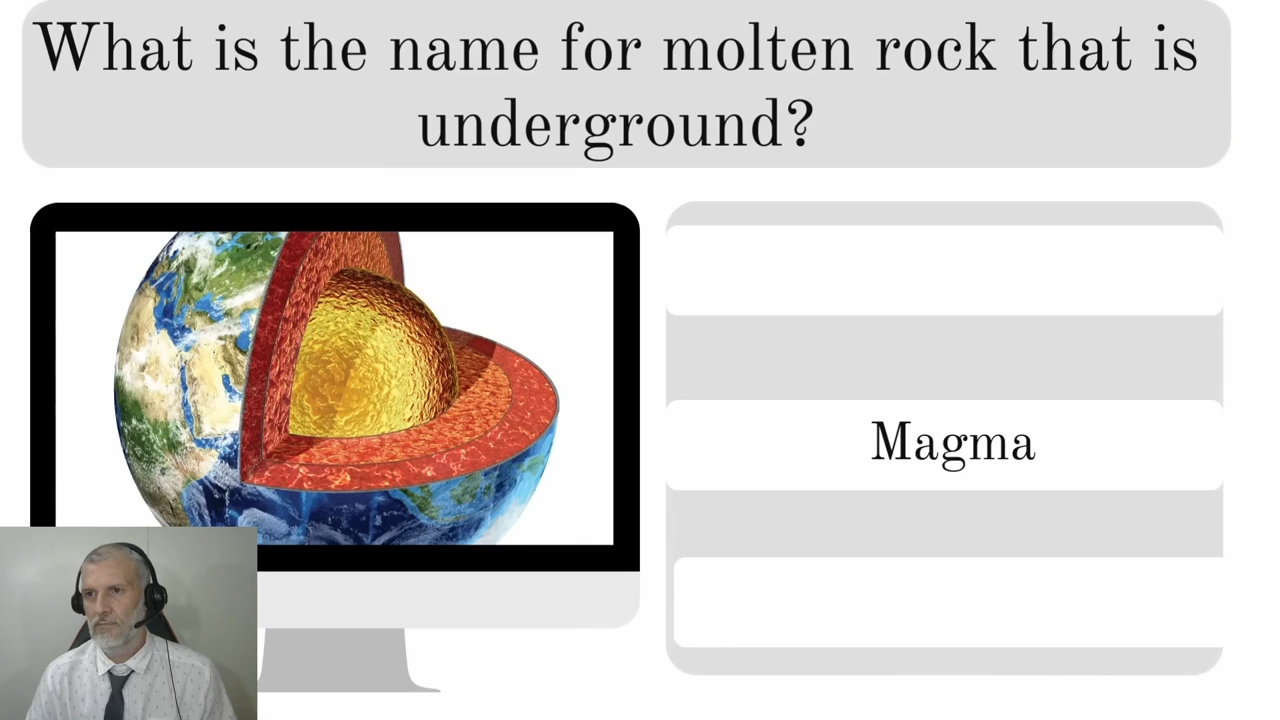 What is the name for molten rock that is
underground?
Magma